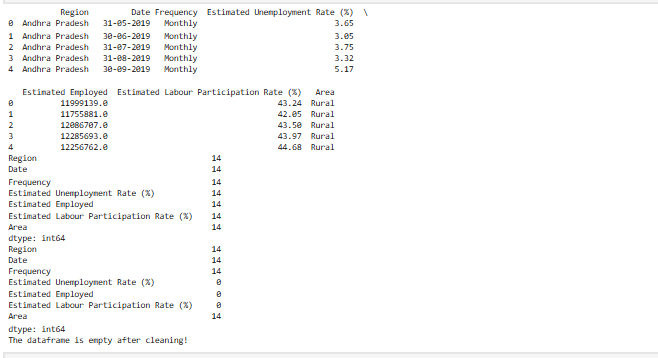 Region Date Frequency Estimated Unemployment Rate (%) \
0 Andhra Pradesh 31-05-2019 Monthly 3.65
1 Andhra Pradesh 30-06-2019 Monthly 3.05
2 Andhra Pradesh 31-07-2019 Monthly 3.75
3 Andhra Pradesh 31-08-2019 Monthly 3.32
4 Andhra Pradesh 30-09-2019 Monthly 5.17
Estimated Employed Estimated Labour Participation Rate (%) Area
0 11999139.0 43.24 Rural
1 11755881.0 42.05 Rural
2 12086707.0 43.50 Rural
3 12285693.0 43.97 Rural
4 12256762.0 44.68 Rural
Region 14
Date 14
Frequency 14
Estimated Unemployment Rate (%) 14
Estimated Employed 14
Estimated Labour Participation Rate (%) 14
Area 14
dtype: int64
Region 14
Date 14
Frequency 14
Estimated Unemployment Rate (%) 0
Estimated Employed 0
Estimated Labour Participation Rate (%) 0
Area 14
dtype: int64
The dataframe is empty after cleaning!